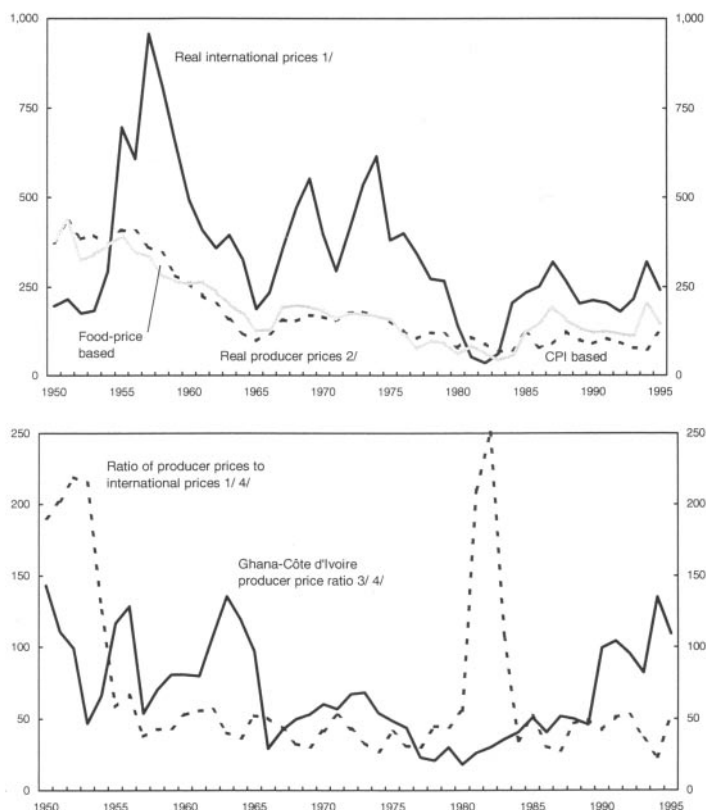 1,000
750
500
250
0
1,000
750
500
250
0
Real international prices 1/
Food-price
based
Real producer prices 2/
CPI based
1950 1955 1960 1965 1970 1975 1980 1985 1990 1995
250
200
150
100
50
0
250
200
150
100
50
0
Ratio of producer prices to
international prices 1/ 4/
Ghana-Côte d'Ivoire
producer price ratio 3/ 4/
1950 1955 1960 1965 1970 1975 1980 1985 1990 1995